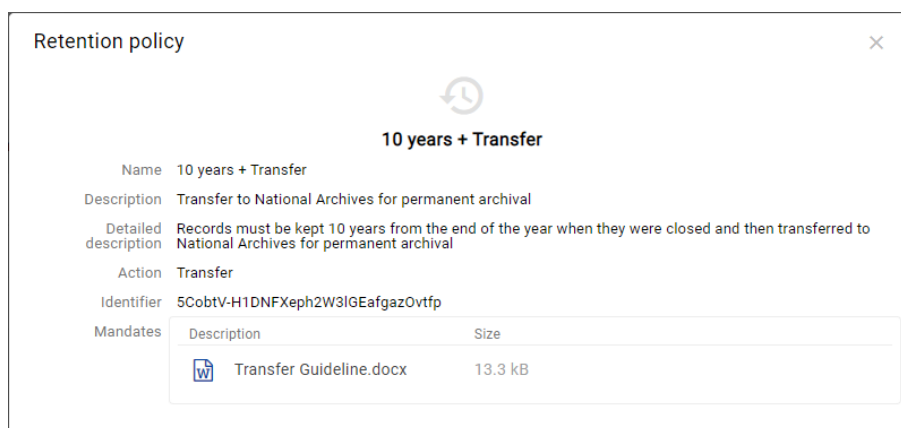 Retention policy
10 years + Transfer
Name 10 years + Transfer
Description Transfer to National Archives for permanent archival
Detailed description Records must be kept 10 years from the end of the year when they were closed and then transferred to
National Archives for permanent archival
Action Transfer
Identifier 5CobtV-H1DNFXeph2W3lGEafgazOvtfp
Mandates
Description Size
Transfer Guideline.docx 13.3 kB